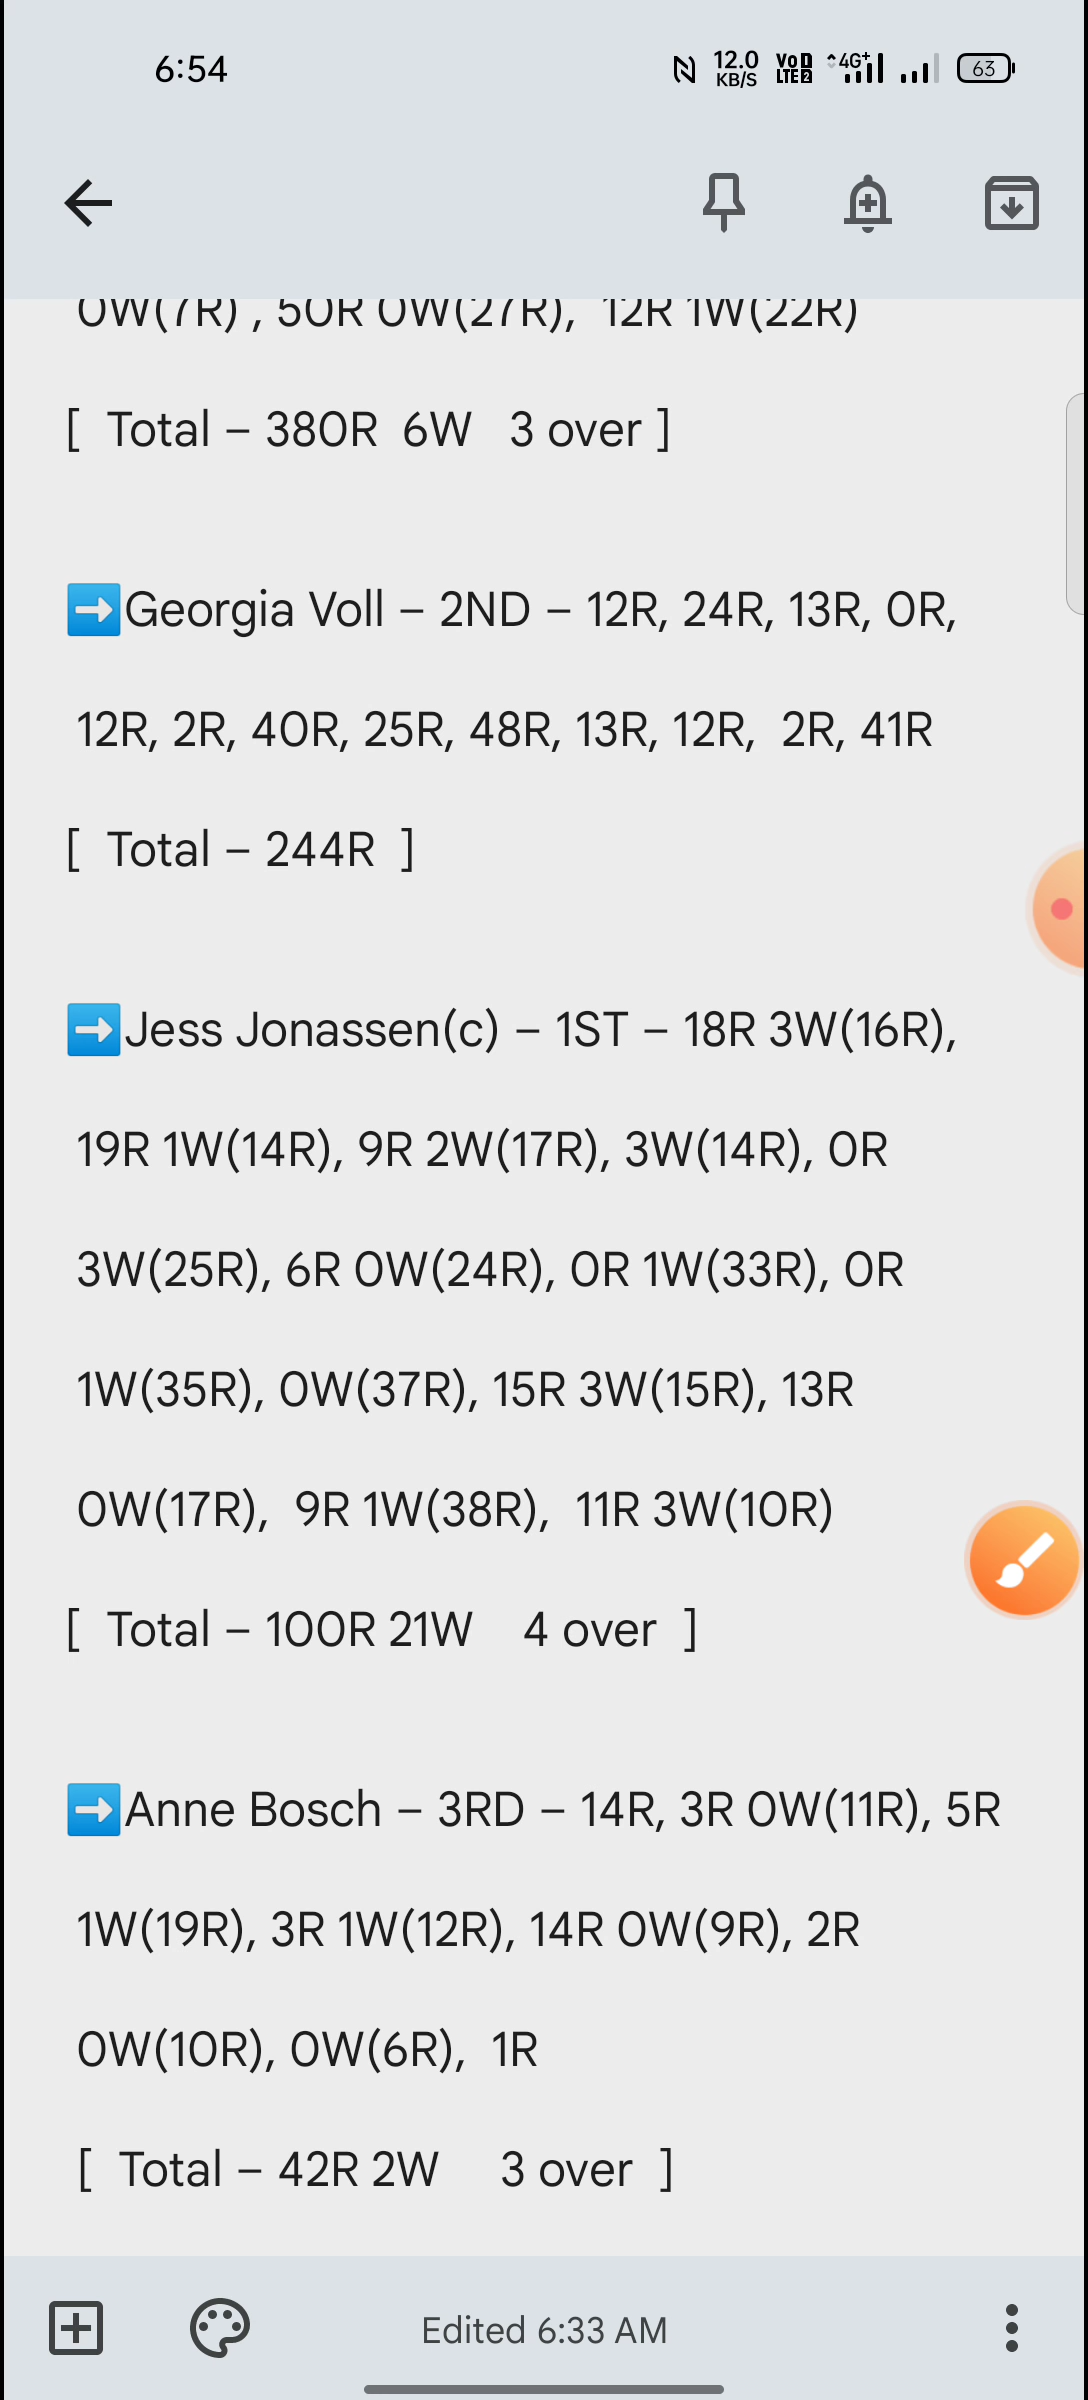 6:54
12.0 KB/S
Vo 1 LTE 2
4G+
63
0W(7R) , 50R 0W(27R),  12R 1W(22R)
[  Total – 380R  6W   3 over ]
➡️Georgia Voll – 2ND – 12R, 24R, 13R, 0R,
12R, 2R, 40R, 25R, 48R, 13R, 12R,  2R, 41R
[  Total – 244R  ]
➡️Jess Jonassen(c) – 1ST – 18R 3W(16R),
19R 1W(14R), 9R 2W(17R), 3W(14R), 0R
3W(25R), 6R 0W(24R), 0R 1W(33R), 0R
1W(35R), 0W(37R), 15R 3W(15R), 13R
0W(17R),  9R 1W(38R),  11R 3W(10R)
[  Total – 100R 21W    4 over  ]
➡️Anne Bosch – 3RD – 14R, 3R 0W(11R), 5R
1W(19R), 3R 1W(12R), 14R 0W(9R), 2R
0W(10R), 0W(6R),  1R
[  Total – 42R 2W     3 over  ]
Edited 6:33 AM